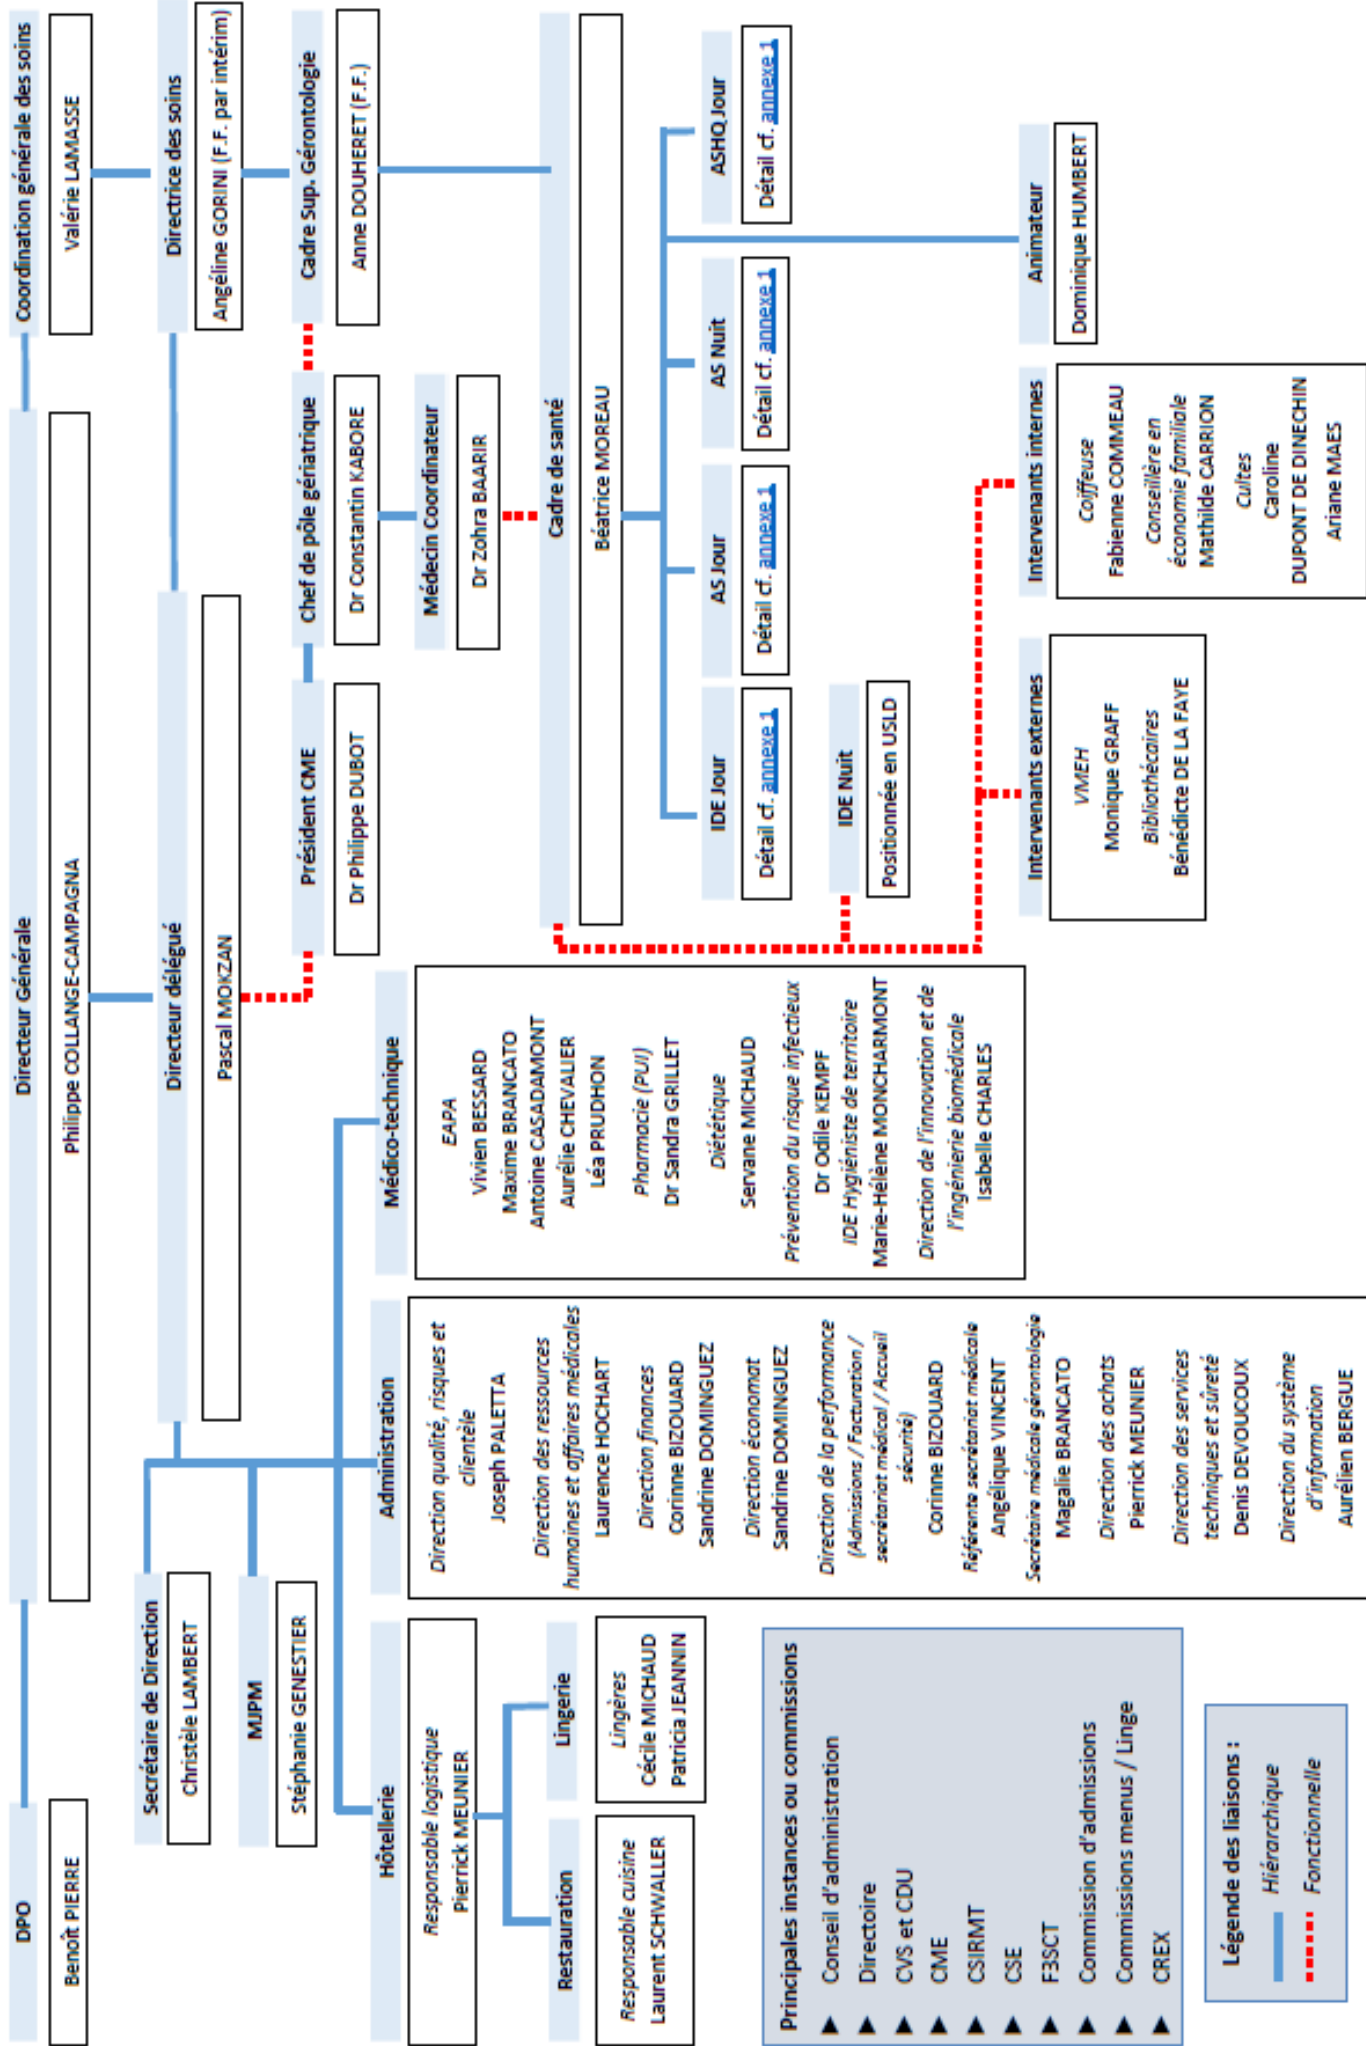 DPO
Benoît PIERRE
Directeur Générale
Philippe COLLANGE-CAMPAGNA
Coordination générale des soins
Valérie LAMASSE
Secrétaire de Direction
Christèle LAMBERT
Directeur délégué
Pascal MOKZAN
Directrice des soins
Angéline GORINI (F.F. par intérim)
MJPM
Stéphanie GENESTIER
Président CME
Dr Philippe DUBOT
Chef de pôle gériatrique
Dr Constantin KABORE
Cadre Sup. Gérontologie
Anne DOUHERET (F.F.)
Médecin Coordinateur
Dr Zohra BAARIR
Hôtellerie
Responsable logistique
Pierrick MEUNIER
Restauration
Responsable cuisine
Laurent SCHWALLER
Lingerie
Lingères
Cécile MICHAUD
Patricia JEANNIN
Administration
Direction qualité, risques et
clientèle
Joseph PALETTA
Direction des ressources
humaines et affaires médicales
Laurence HOCHART
Direction finances
Corinne BIZOUARD
Sandrine DOMINGUEZ
Direction économat
Sandrine DOMINGUEZ
Direction de la performance
(Admissions / Facturation /
secrétariat médical / Accueil
sécurité)
Corinne BIZOUARD
Référente secrétariat médicale
Angélique VINCENT
Secrétaire médicale gérontologie
Magalie BRANCATO
Direction des achats
Pierrick MEUNIER
Direction des services
techniques et sûreté
Denis DEVOUCOUX
Direction du système
d'information
Aurélien BERGUE
Médico-technique
EAPA
Vivien BESSARD
Maxime BRANCATO
Antoine CASADAMONT
Aurélie CHEVALIER
Léa PRUDHON
Pharmacie (PUI)
Dr Sandra GRILLET
Diététique
Servane MICHAUD
Prévention du risque infectieux
Dr Odile KEMPF
IDE Hygiéniste de territoire
Marie-Hélène MONCHARMONT
Direction de l'innovation et de
l'ingénierie biomédicale
Isabelle CHARLES
Cadre de santé
Béatrice MOREAU
IDE Jour
Détail cf. annexe 1
AS Jour
Détail cf. annexe 1
AS Nuit
Détail cf. annexe 1
ASHQ Jour
Détail cf. annexe 1
IDE Nuit
Positionnée en USLD
Intervenants externes
VMEH
Monique GRAFF
Bibliothécaires
Bénédicte DE LA FAYE
Intervenants internes
Coiffeuse
Fabienne COMMEAU
Conseillère en
économie familiale
Mathilde CARRION
Cultes
Caroline
DUPONT DE DINECHIN
Ariane MAES
Animateur
Dominique HUMBERT
Principales instances ou commissions
► Conseil d'administration
► Directoire
► CVS et CDU
► CME
► CSIRMT
► CSE
► F3SCT
► Commission d'admissions
► Commissions menus / Linge
► CREX
Légende des liaisons :
Hiérarchique
Fonctionnelle